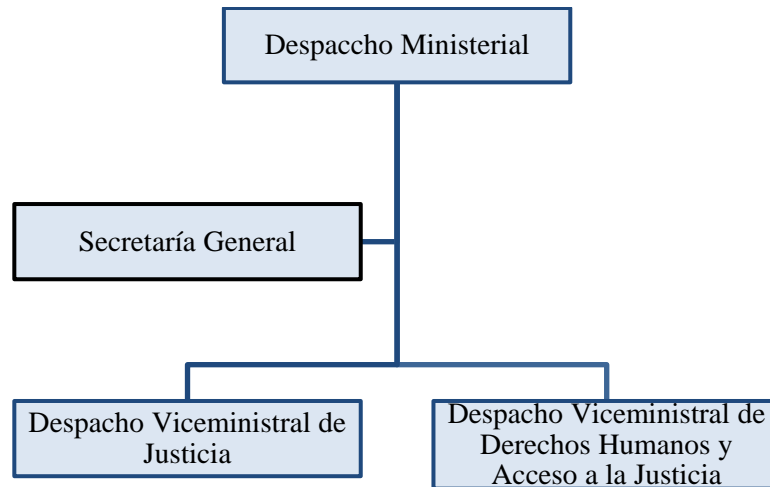 Despaccho Ministerial
Secretaría General
Despacho Viceministral de
Justicia
Despacho Viceministral de
Derechos Humanos y
Acceso a la Justicia